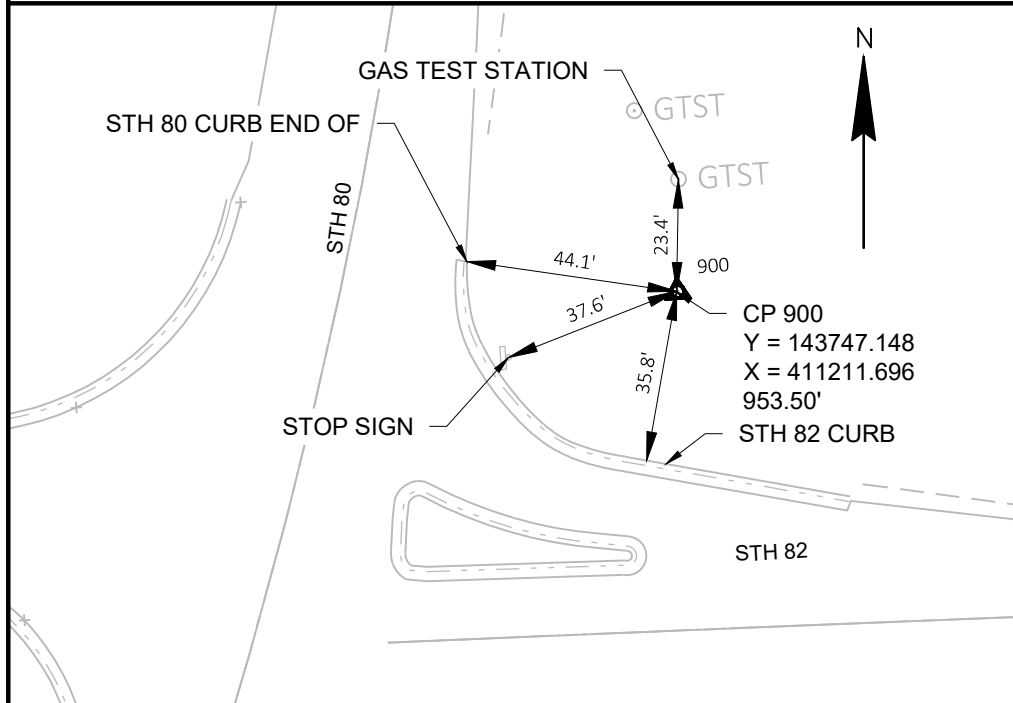 N
GAS TEST STATION
GTST
STH 80 CURB END OF
GTST
STH 80
23.4'
44.1'
900
37.6'
CP 900
Y = 143747.148
X = 411211.696
953.50'
35.8'
STOP SIGN
STH 82 CURB
STH 82